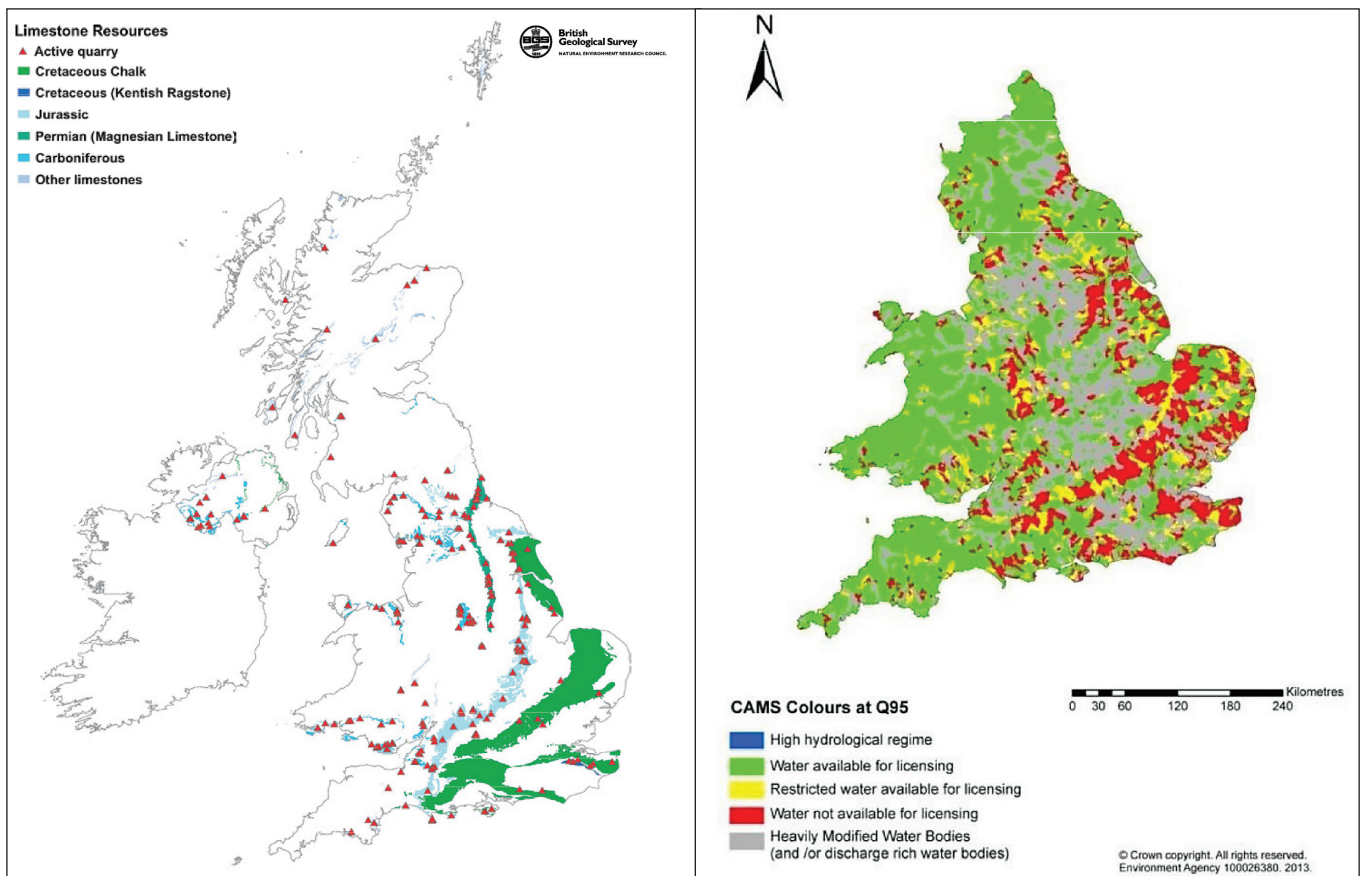 Limestone Resources
Active quarry
Cretaceous Chalk
Cretaceous (Kentish Ragstone)
Jurassic
Permian (Magnesian Limestone)
Carboniferous
Other limestones
BGS
1835
British
Geological Survey
NATURAL ENVIRONMENT RESEARCH COUNCIL
N
Kilometres
0 30 60 120 180 240
CAMS Colours at Q95
High hydrological regime
Water available for licensing
Restricted water available for licensing
Water not available for licensing
Heavily Modified Water Bodies
(and /or discharge rich water bodies)
© Crown copyright. All rights reserved.
Environment Agency 100026380. 2013.